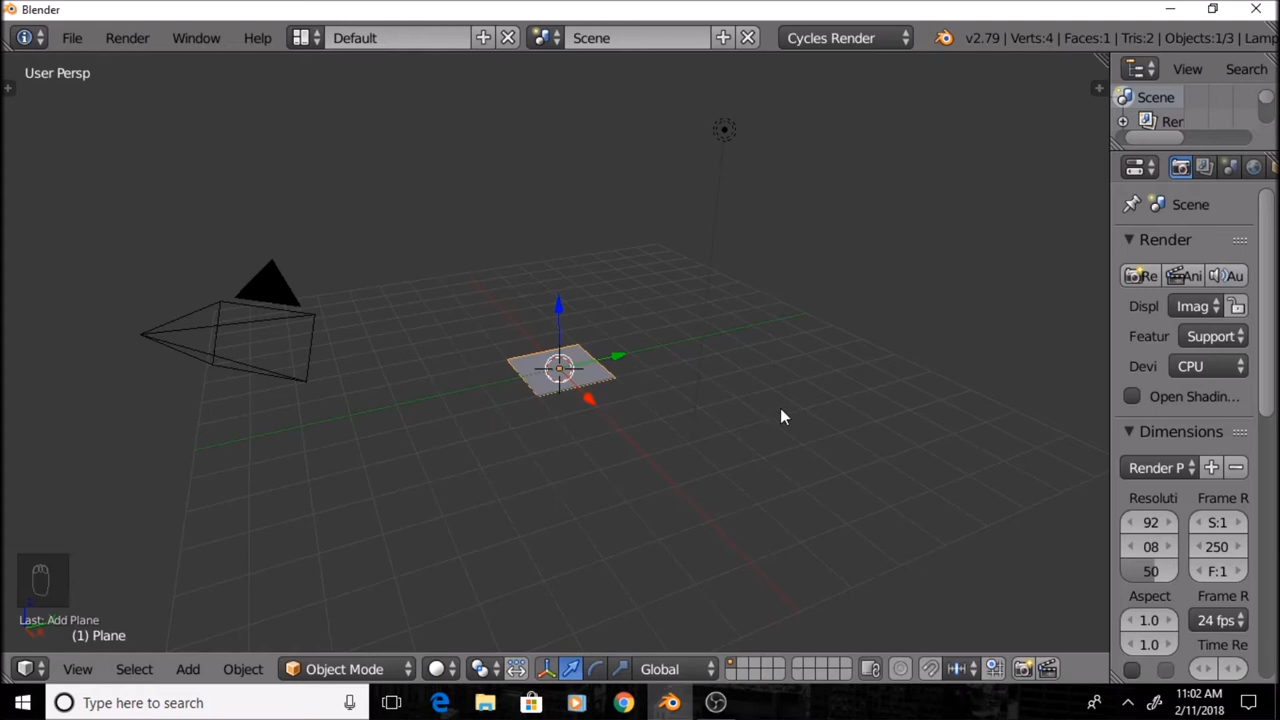 Blender
File Render Window Help Default Scene Cycles Render v2.79 | Verts:4 | Faces:1 | Tris:2 | Objects:1/3 | Lamp
User Persp
View Search
Scene
Rer
Scene
Render
Re Ani Au
Displ Imag
Featur Support
Devi CPU
Open Shadin...
Dimensions
Render P
Resoluti Frame R
92 S:1
08 250
50 F:1
Aspect Frame R
1.0 24 fps
1.0 Time Re
Last: Add Plane
(1) Plane
View Select Add Object Object Mode Global
Type here to search
11:02 AM
2/11/2018